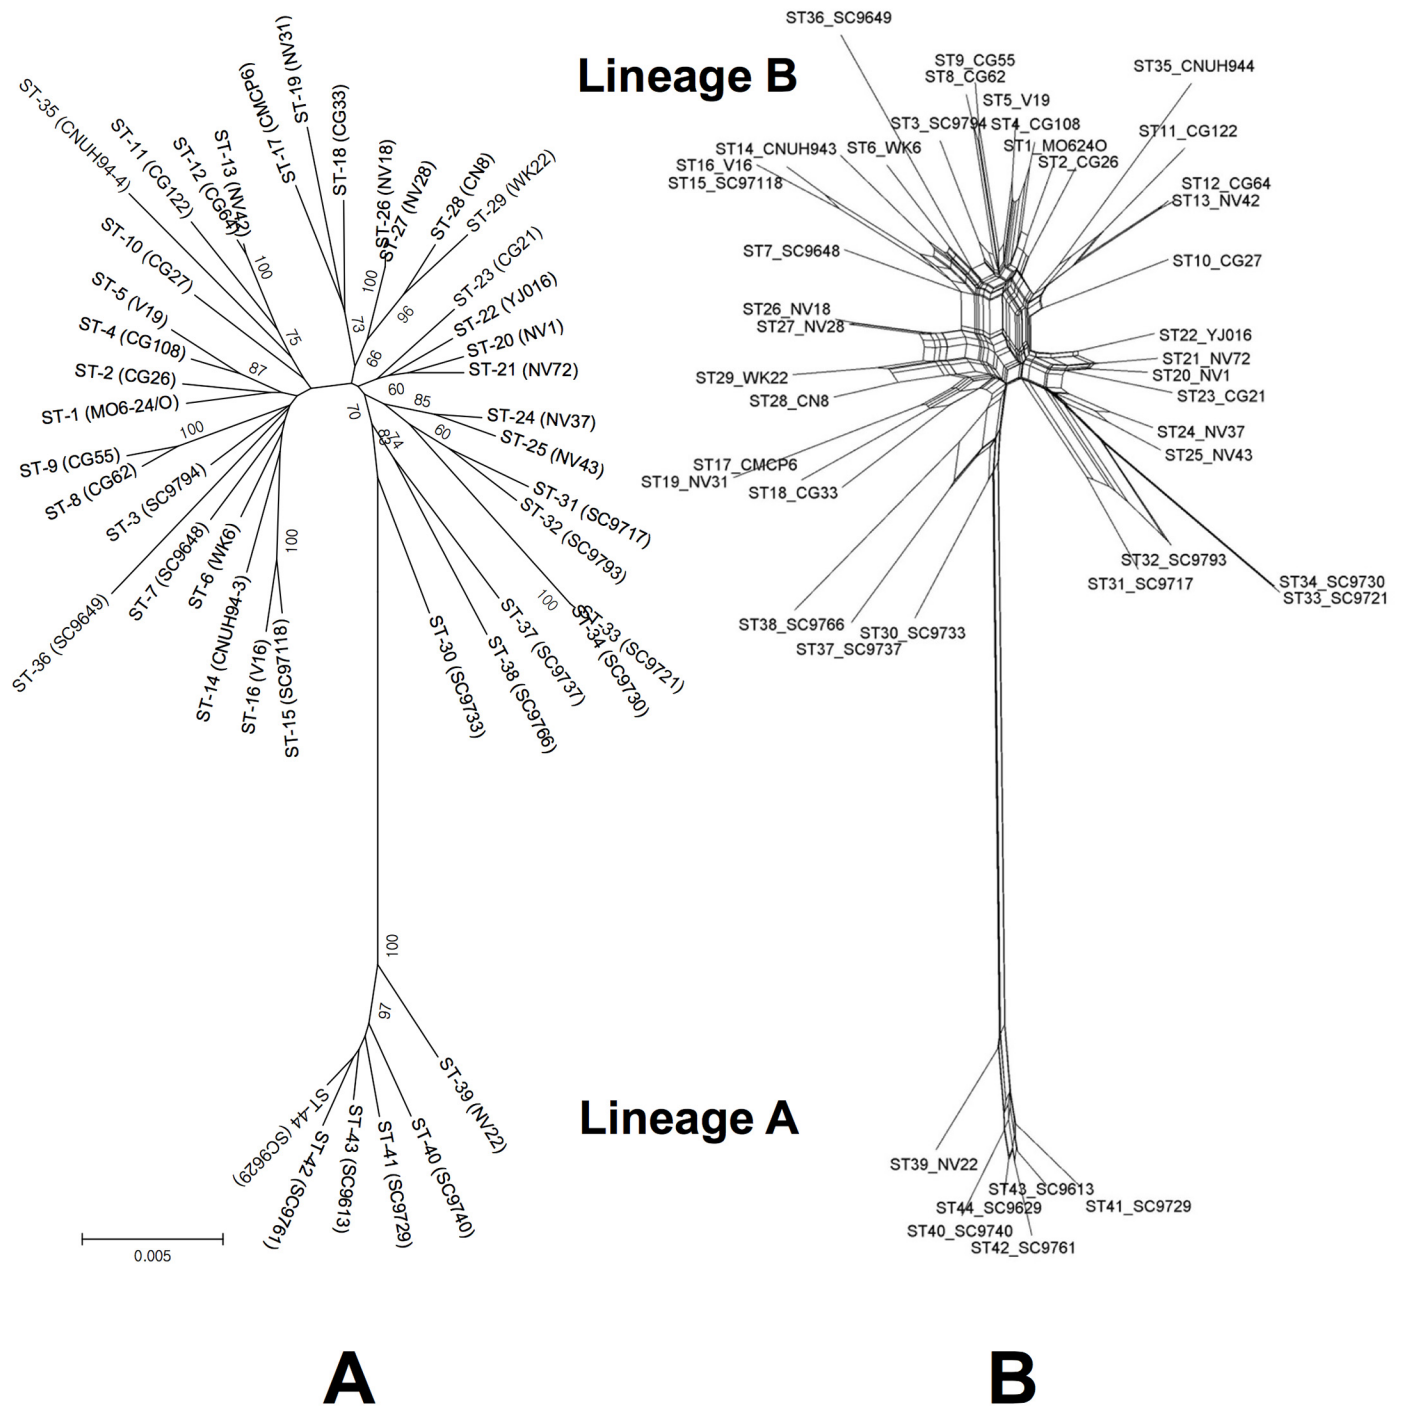 Lineage B
Lineage A
ST-35 (CNUH94-4)
ST-11 (CG122)
ST-12 (CG64)
ST-13 (NV42)
ST-17 (CMCP6)
ST-19 (NV31)
ST-18 (CG33)
ST-26 (NV18)
ST-27 (NV28)
ST-28 (CN8)
ST-29 (WK22)
ST-23 (CG21)
ST-22 (YJ016)
ST-20 (NV1)
ST-21 (NV72)
ST-24 (NV37)
ST-25 (NV43)
ST-31 (SC9717)
ST-32 (SC9793)
ST-33 (SC9721)
ST-34 (SC9730)
ST-37 (SC9737)
ST-38 (SC9766)
ST-30 (SC9733)
ST-10 (CG27)
ST-5 (V19)
ST-4 (CG108)
ST-2 (CG26)
ST-1 (MO6-24/O)
ST-9 (CG55)
ST-8 (CG62)
ST-3 (SC9794)
ST-36 (SC9649)
ST-7 (SC9648)
ST-6 (WK6)
ST-14 (CNUH94-3)
ST-16 (V16)
ST-15 (SC97118)
100
75
87
100
100
73
100
66
96
60
85
60
70
83
74
100
100
97
ST-39 (NV22)
ST-40 (SC9740)
ST-41 (SC9729)
ST-43 (SC9613)
ST-42 (SC9761)
ST-44 (SC9629)
0.005
A
ST36_SC9649
ST9_CG55
ST8_CG62
ST35_CNUH944
ST5_V19
ST3_SC9794
ST4_CG108
ST11_CG122
ST14_CNUH943
ST6_WK6
ST1_MO624O
ST16_V16
ST2_CG26
ST15_SC97118
ST12_CG64
ST13_NV42
ST7_SC9648
ST10_CG27
ST26_NV18
ST27_NV28
ST22_YJ016
ST21_NV72
ST29_WK22
ST20_NV1
ST28_CN8
ST23_CG21
ST24_NV37
ST25_NV43
ST17_CMCP6
ST19_NV31
ST18_CG33
ST32_SC9793
ST31_SC9717
ST34_SC9730
ST33_SC9721
ST38_SC9766
ST30_SC9733
ST37_SC9737
ST39_NV22
ST43_SC9613
ST44_SC9629
ST41_SC9729
ST40_SC9740
ST42_SC9761
B